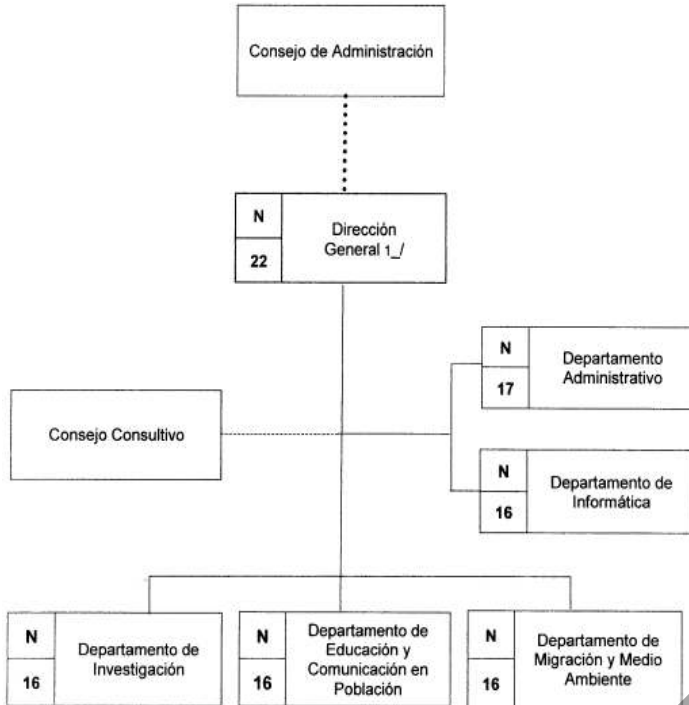 Consejo de Administración
N
22
Dirección
General 1_/
N
17
Departamento
Administrativo
Consejo Consultivo
N
16
Departamento de
Informática
N
16
Departamento de
Investigación
N
16
Departamento de
Educación y
Comunicación en
Población
N
16
Departamento de
Migración y Medio
Ambiente